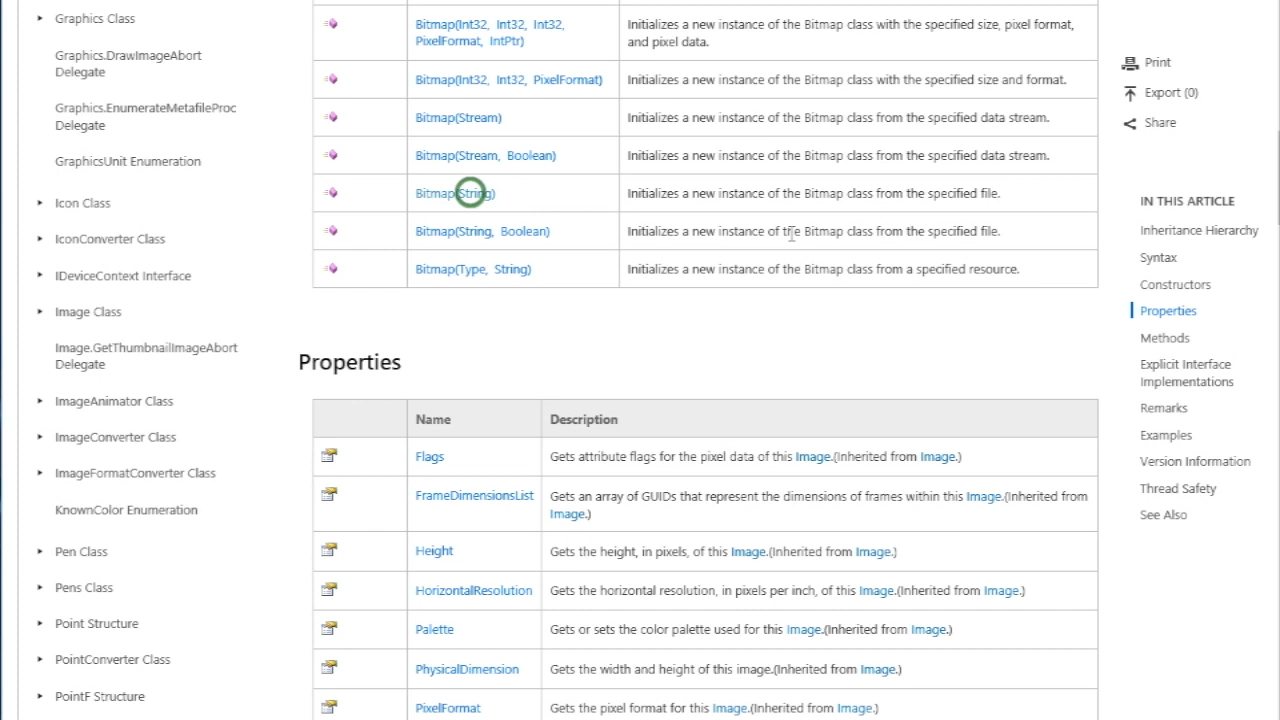 Graphics Class
Graphics.DrawImageAbort
Delegate
Graphics.EnumerateMetafileProc
Delegate
GraphicsUnit Enumeration
Icon Class
IconConverter Class
IDeviceContext Interface
Image Class
Image.GetThumbnailImageAbort
Delegate
ImageAnimator Class
ImageConverter Class
ImageFormatConverter Class
KnownColor Enumeration
Pen Class
Pens Class
Point Structure
PointConverter Class
PointF Structure
Bitmap(Int32, Int32, Int32,
PixelFormat, IntPtr)
Initializes a new instance of the Bitmap class with the specified size, pixel format,
and pixel data.
Bitmap(Int32, Int32, PixelFormat)
Initializes a new instance of the Bitmap class with the specified size and format.
Bitmap(Stream)
Initializes a new instance of the Bitmap class from the specified data stream.
Bitmap(Stream, Boolean)
Initializes a new instance of the Bitmap class from the specified data stream.
Bitmap(String)
Initializes a new instance of the Bitmap class from the specified file.
Bitmap(String, Boolean)
Initializes a new instance of the Bitmap class from the specified file.
Bitmap(Type, String)
Initializes a new instance of the Bitmap class from a specified resource.
Properties
Name Description
Flags
Gets attribute flags for the pixel data of this Image.(Inherited from Image.)
FrameDimensionsList
Gets an array of GUIDs that represent the dimensions of frames within this Image.(Inherited from
Image.)
Height
Gets the height, in pixels, of this Image.(Inherited from Image.)
HorizontalResolution
Gets the horizontal resolution, in pixels per inch, of this Image.(Inherited from Image.)
Palette
Gets or sets the color palette used for this Image.(Inherited from Image.)
PhysicalDimension
Gets the width and height of this image.(Inherited from Image.)
PixelFormat
Gets the pixel format for this Image.(Inherited from Image.)
Print
Export (0)
Share
IN THIS ARTICLE
Inheritance Hierarchy
Syntax
Constructors
Properties
Methods
Explicit Interface
Implementations
Remarks
Examples
Version Information
Thread Safety
See Also